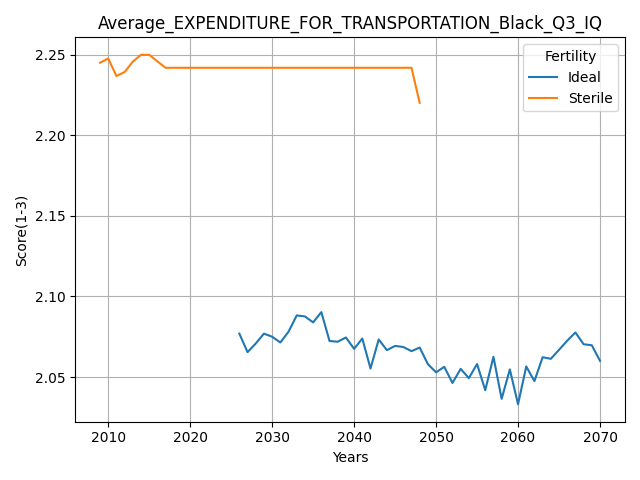 Average_EXPENDITURE_FOR_TRANSPORTATION_Black_Q3_IQ
Fertility
Ideal
Sterile
Score(1-3)
2.25
2.20
2.15
2.10
2.05
2010 2020 2030 2040 2050 2060 2070
Years